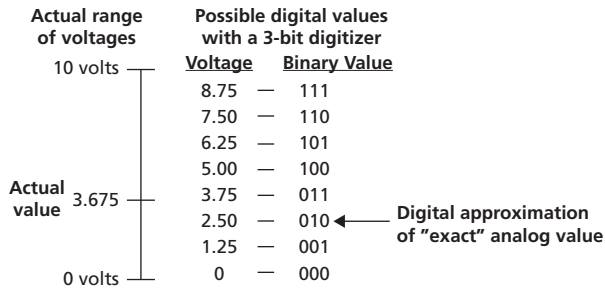 Actual range
of voltages
Possible digital values
with a 3-bit digitizer
Voltage Binary Value
10 volts
8.75 — 111
7.50 — 110
6.25 — 101
5.00 — 100
3.75 — 011
Actual
value
3.675
2.50 — 010
Digital approximation
of ″exact″ analog value
1.25 — 001
0 — 000
0 volts